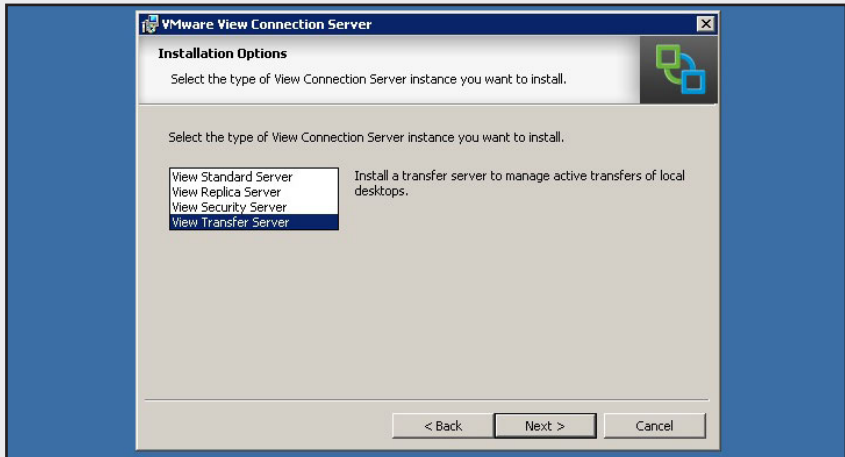 VMware View Connection Server
Installation Options
Select the type of View Connection Server instance you want to install.
Select the type of View Connection Server instance you want to install.
View Standard Server
View Replica Server
View Security Server
View Transfer Server
Install a transfer server to manage active transfers of local
desktops.
< Back
Next >
Cancel